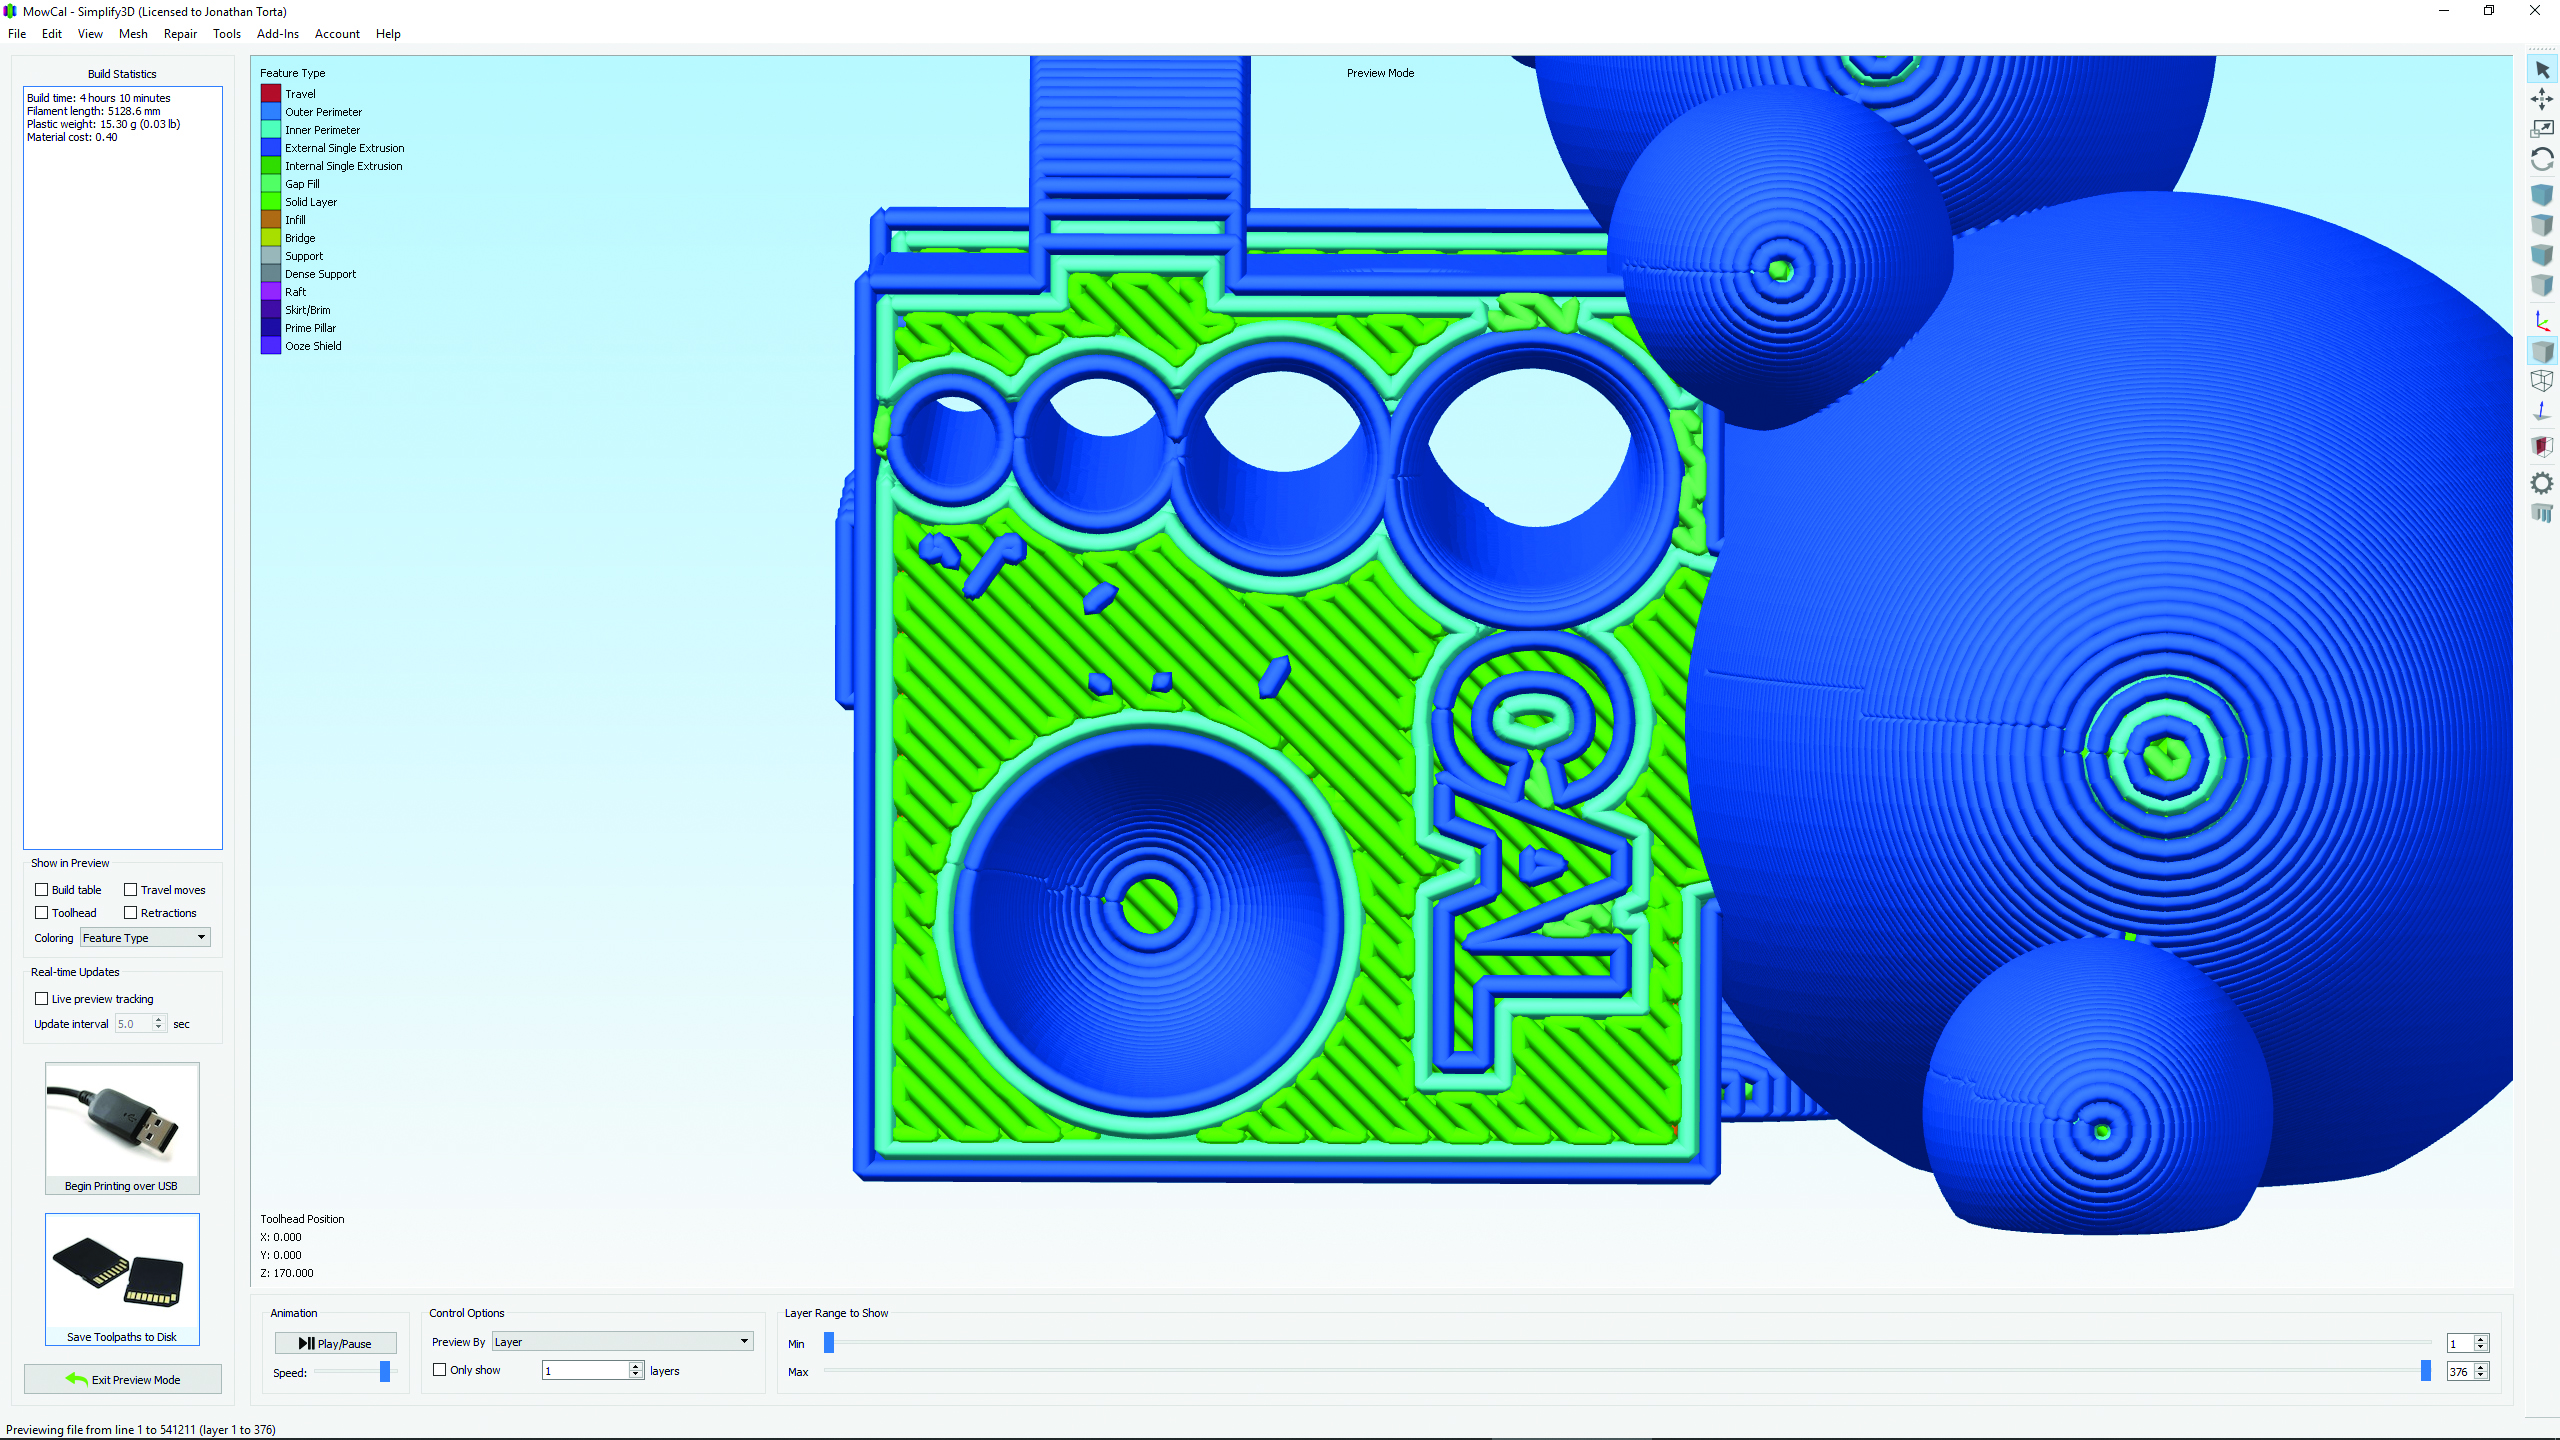 MowCal - Simplify3D (Licensed to Jonathan Torta)
File Edit View Mesh Repair Tools Add-Ins Account Help
Build Statistics
Build time: 4 hours 10 minutes
Filament length: 5128.6 mm
Plastic weight: 15.30 g (0.03 lb)
Material cost: 0.40
Feature Type
Travel
Outer Perimeter
Inner Perimeter
External Single Extrusion
Internal Single Extrusion
Gap Fill
Solid Layer
Infill
Bridge
Support
Dense Support
Raft
Skirt/Brim
Prime Pillar
Ooze Shield
Preview Mode
CAL
Show in Preview
Build table Travel moves
Toolhead Retractions
Coloring Feature Type
Real-time Updates
Live preview tracking
Update interval 5.0 sec
Begin Printing over USB
Save Toolpaths to Disk
Exit Preview Mode
Toolhead Position
X: 0.000
Y: 0.000
Z: 170.000
Animation
Play/Pause
Speed:
Control Options
Preview By Layer
Only show 1 layers
Layer Range to Show
Min 1
Max 376
Previewing file from line 1 to 541211 (layer 1 to 376)